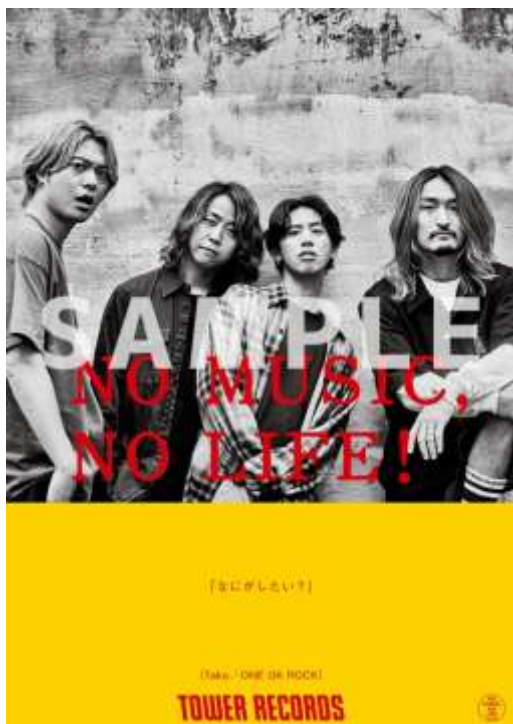 SAMPLE
NO MUSIC,
NO LIFE!
「なにがしたい？」
(Taka / ONE OK ROCK)
TOWER RECORDS